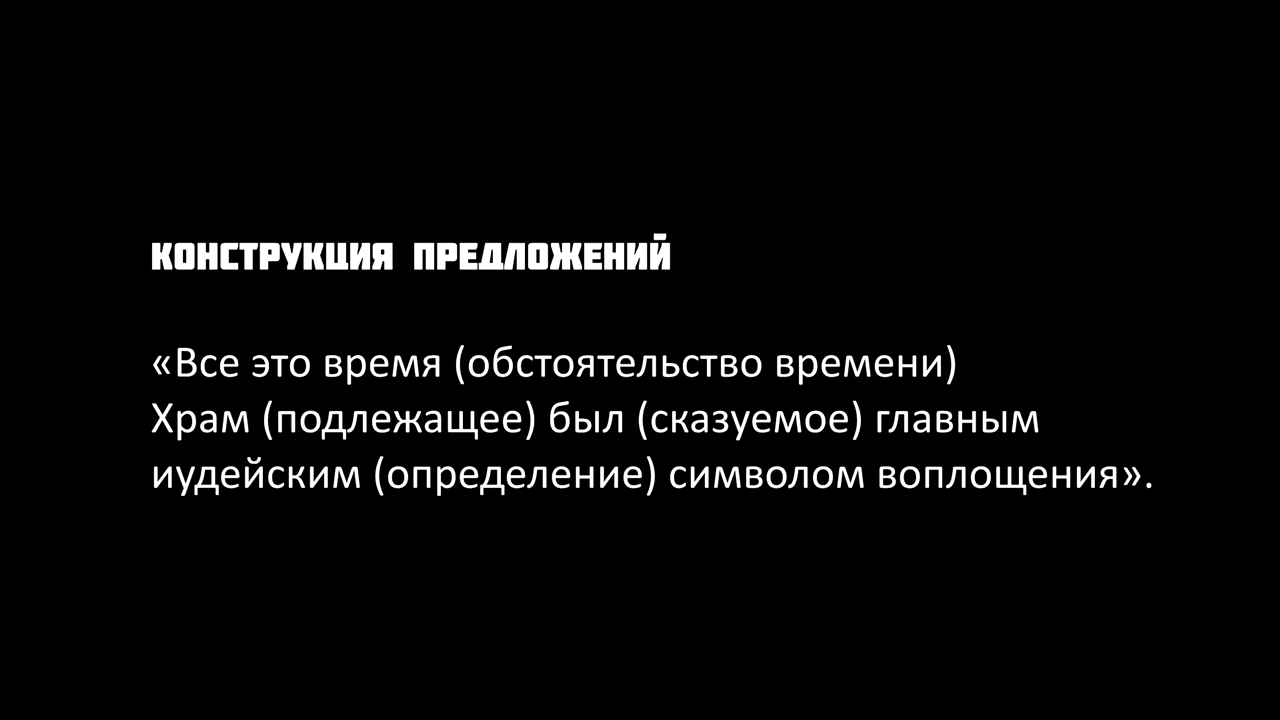 КОНСТРУКЦИЯ ПРЕДЛОЖЕНИЙ
«Все это время (обстоятельство времени)
Храм (подлежащее) был (сказуемое) главным
иудейским (определение) символом воплощения».